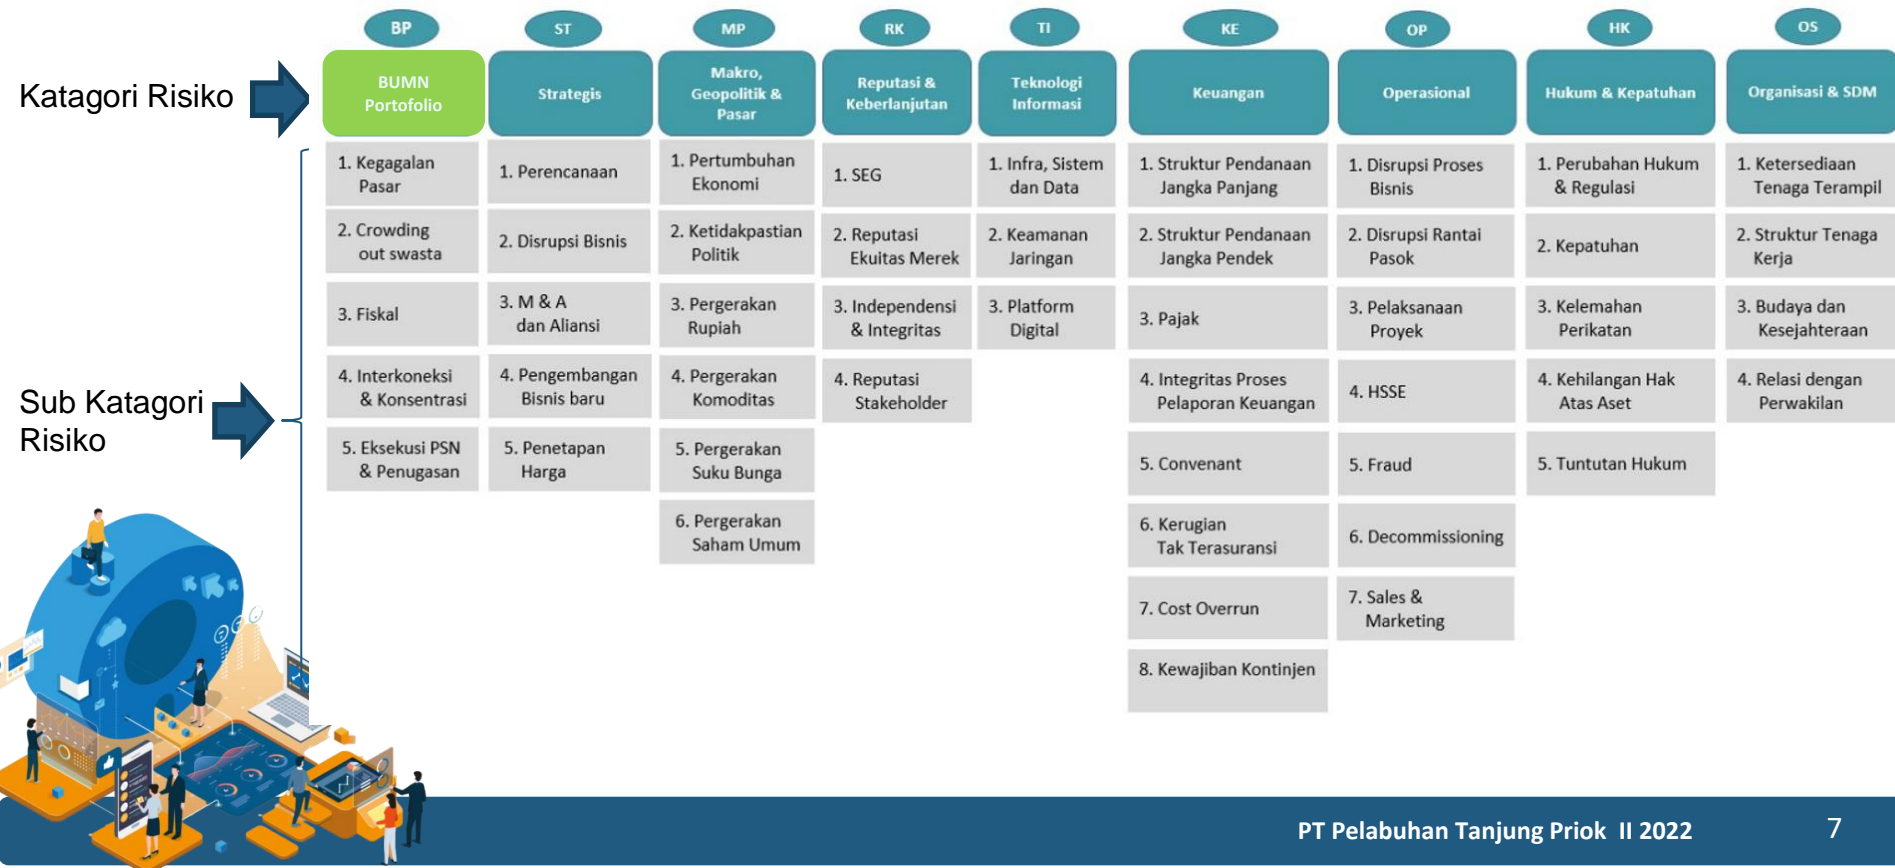 BP
ST
MP
RK
TI
KE
OP
HK
OS
Katagori Risiko
BUMN
Portofolio
Strategis
Makro,
Geopolitik &
Pasar
Reputasi &
Keberlanjutan
Teknologi
Informasi
Keuangan
Operasional
Hukum & Kepatuhan
Organisasi & SDM
Sub Katagori
Risiko
1. Kegagalan
Pasar
2. Crowding
out swasta
3. Fiskal
4. Interkoneksi
& Konsentrasi
5. Eksekusi PSN
& Penugasan
1. Perencanaan
2. Disrupsi Bisnis
3. M & A
dan Aliansi
4. Pengembangan
Bisnis baru
5. Penetapan
Harga
1. Pertumbuhan
Ekonomi
2. Ketidakpastian
Politik
3. Pergerakan
Rupiah
4. Pergerakan
Komoditas
5. Pergerakan
Suku Bunga
6. Pergerakan
Saham Umum
1. SEG
2. Reputasi
Ekuitas Merek
3. Independensi
& Integritas
4. Reputasi
Stakeholder
1. Infra, Sistem
dan Data
2. Keamanan
Jaringan
3. Platform
Digital
1. Struktur Pendanaan
Jangka Panjang
2. Struktur Pendanaan
Jangka Pendek
3. Pajak
4. Integritas Proses
Pelaporan Keuangan
5. Convenant
6. Kerugian
Tak Terasuransi
7. Cost Overrun
8. Kewajiban Kontinjen
1. Disrupsi Proses
Bisnis
2. Disrupsi Rantai
Pasok
3. Pelaksanaan
Proyek
4. HSSE
5. Fraud
6. Decommissioning
7. Sales &
Marketing
1. Perubahan Hukum
& Regulasi
2. Kepatuhan
3. Kelemahan
Perikatan
4. Kehilangan Hak
Atas Aset
5. Tuntutan Hukum
1. Ketersediaan
Tenaga Terampil
2. Struktur Tenaga
Kerja
3. Budaya dan
Kesejahteraan
4. Relasi dengan
Perwakilan
PT Pelabuhan Tanjung Priok II 2022
7